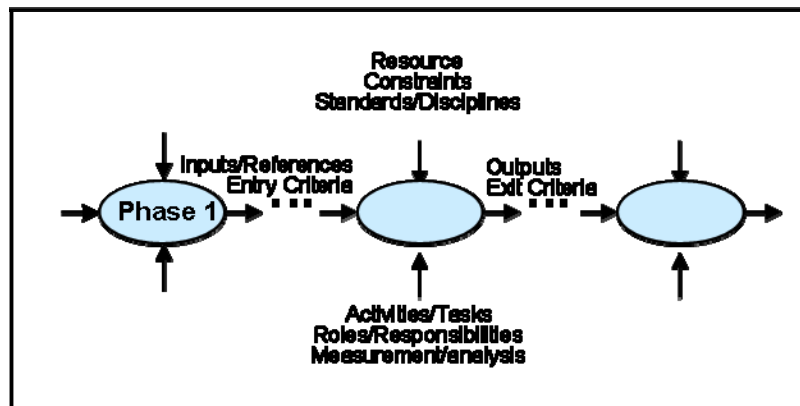 Resource
Constraints
Standards/Disciplines
Inputs/References
Entry Criteria
Outputs
Exit Criteria
Phase 1
Activities/Tasks
Roles/Responsibilities
Measurement/analysis